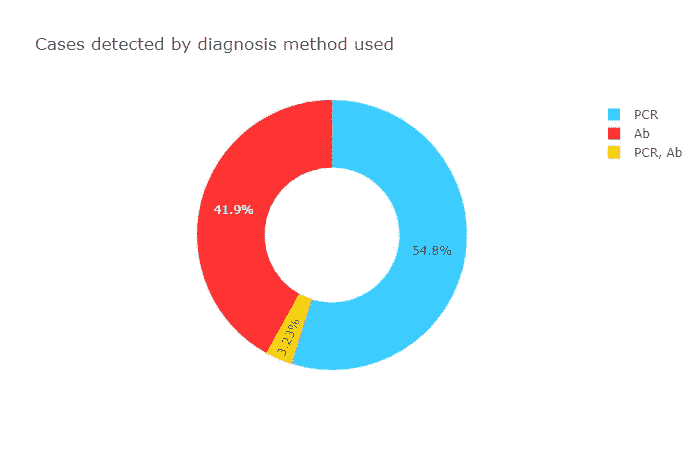 Cases detected by diagnosis method used
PCR
Ab
PCR, Ab
41.9%
54.8%
3.23%